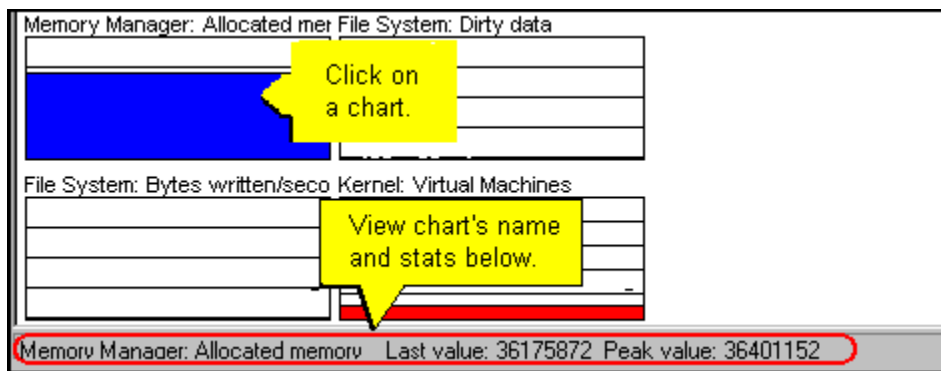 Memory Manager: Allocated mer File System: Dirty data
Click on
a chart.
File System: Bytes written/seco Kernel: Virtual Machines
View chart's name
and stats below.
Memory Manager: Allocated memory Last value: 36175872 Peak value: 36401152